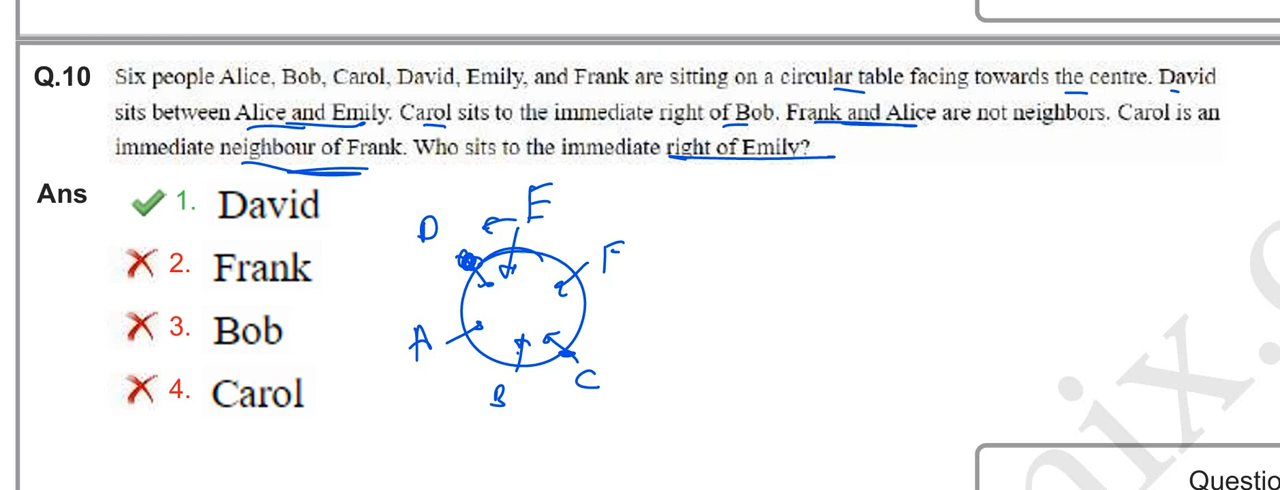 Q.10 Six people Alice, Bob, Carol, David, Emily, and Frank are sitting on a circular table facing towards the centre. David
sits between Alice and Emily. Carol sits to the immediate right of Bob. Frank and Alice are not neighbors. Carol is an
immediate neighbour of Frank. Who sits to the immediate right of Emily?
Ans
1. David
2. Frank
3. Bob
4. Carol
E
D
F
A
C
B
nix.
Questio